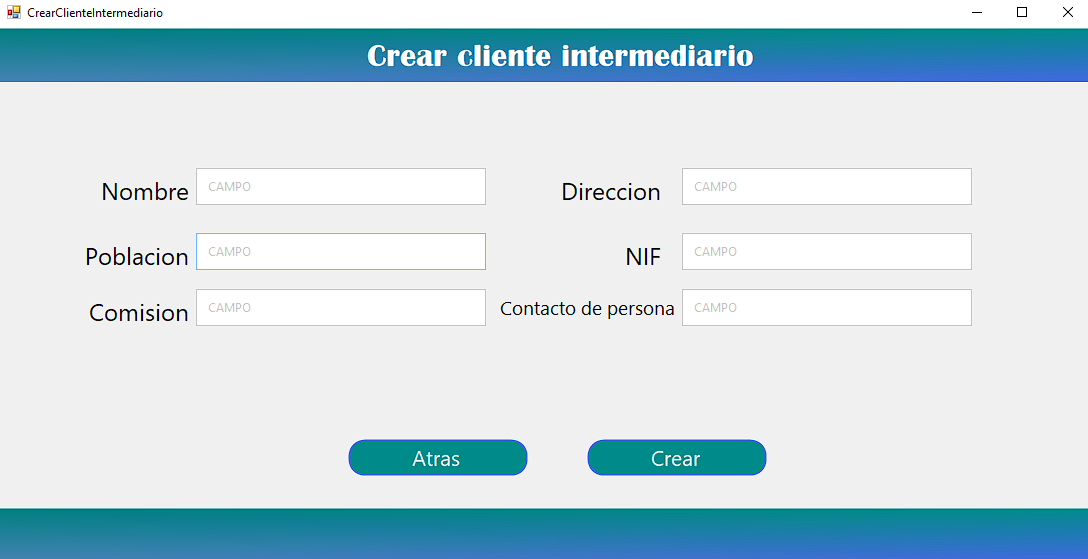 CrearClienteIntermediario
Crear cliente intermediario
Nombre CAMPO Direccion CAMPO
Poblacion CAMPO NIF CAMPO
Comision CAMPO Contacto de persona CAMPO
Atras Crear